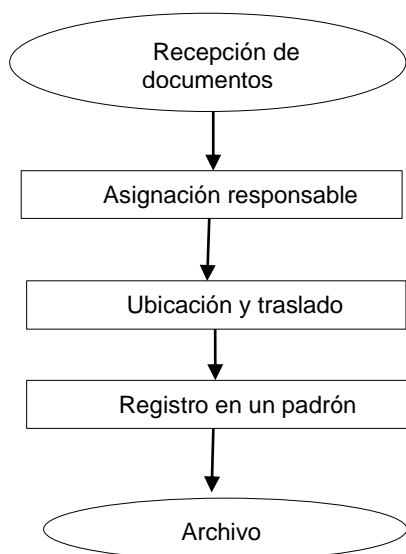 Recepción de
documentos
Asignación responsable
Ubicación y traslado
Registro en un padrón
Archivo